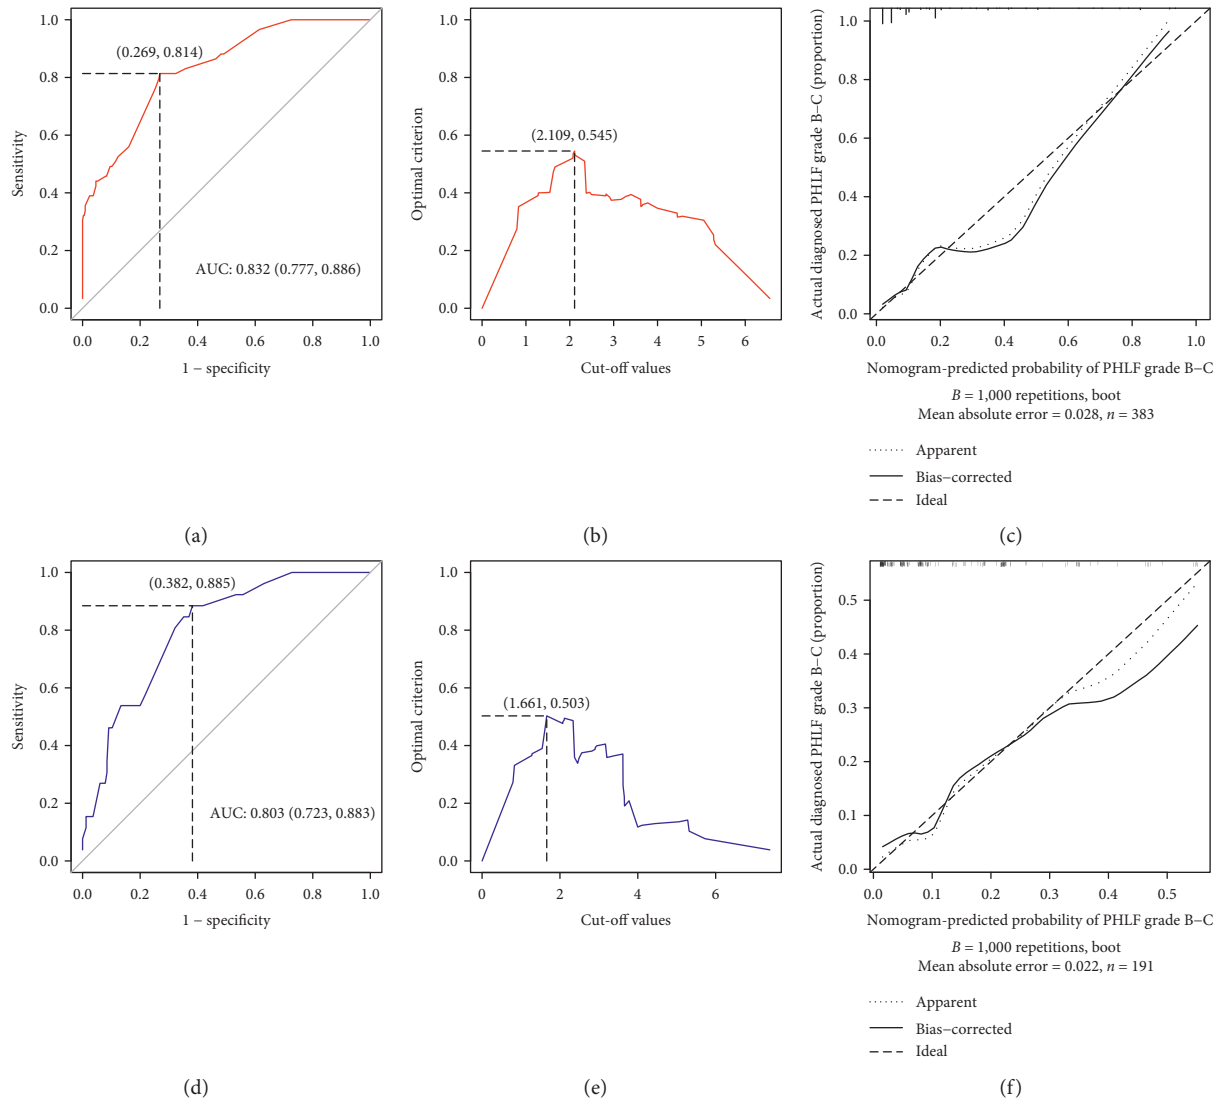 1.0
0.8
0.6
0.4
0.2
0.0
Sensitivity
(0.269, 0.814)
AUC: 0.832 (0.777, 0.886)
0.0 0.2 0.4 0.6 0.8 1.0
1 − specificity
(a)
1.0
0.8
0.6
0.4
0.2
0.0
Optimal criterion
(2.109, 0.545)
0 1 2 3 4 5 6
Cut-off values
(b)
1.0
0.8
0.6
0.4
0.2
0.0
Actual diagnosed PHLF grade B−C (proportion)
0.0 0.2 0.4 0.6 0.8 1.0
Nomogram-predicted probability of PHLF grade B−C
B = 1,000 repetitions, boot
Mean absolute error = 0.028, n = 383
Apparent
Bias−corrected
Ideal
(c)
1.0
0.8
0.6
0.4
0.2
0.0
Sensitivity
(0.382, 0.885)
AUC: 0.803 (0.723, 0.883)
0.0 0.2 0.4 0.6 0.8 1.0
1 − specificity
(d)
1.0
0.8
0.6
0.4
0.2
0.0
Optimal criterion
(1.661, 0.503)
0 2 4 6
Cut-off values
(e)
0.5
0.4
0.3
0.2
0.1
0.0
Actual diagnosed PHLF grade B−C (proportion)
0.0 0.1 0.2 0.3 0.4 0.5
Nomogram-predicted probability of PHLF grade B−C
B = 1,000 repetitions, boot
Mean absolute error = 0.022, n = 191
Apparent
Bias−corrected
Ideal
(f)